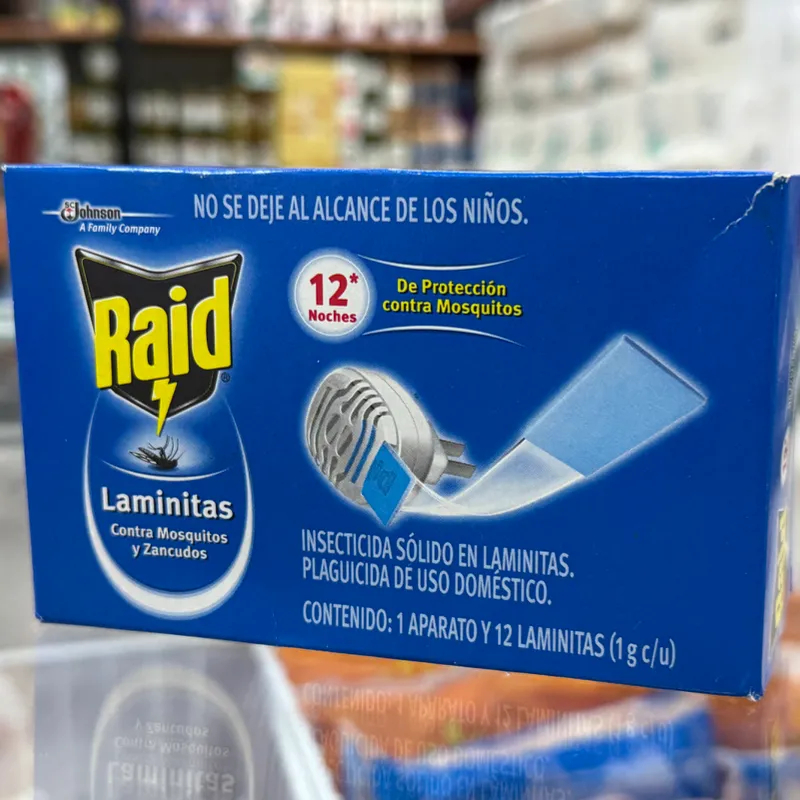 SC Johnson
A Family Company
NO SE DEJE AL ALCANCE DE LOS NIÑOS.
Raid®
12*
Noches
De Protección
contra Mosquitos
Laminitas
Contra Mosquitos
y Zancudos
Raid
INSECTICIDA SÓLIDO EN LAMINITAS.
PLAGUICIDA DE USO DOMÉSTICO.
CONTENIDO: 1 APARATO Y 12 LAMINITAS (1 g c/u)